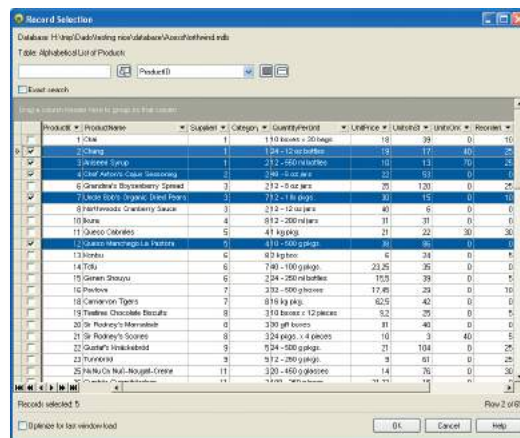 Record Selection
Database: H:\tmp\Dado\testing nice\database\Access\Northwind.mdb
Table: Alphabetical List of Products
ProductID
Exact search
Drag a column header here to group by that column
ProductID ProductName SupplierID Category QuantityPerUnit UnitPrice UnitsInSt UnitsOnO ReorderL
1 Chai 1 1 10 boxes x 20 bags 18 39 0 10
2 Chang 1 1 24 - 12 oz bottles 19 17 40 25
3 Aniseed Syrup 1 2 12 - 550 ml bottles 10 13 70 25
4 Chef Anton's Cajun Seasoning 2 2 48 - 6 oz jars 22 53 0 0
6 Grandma's Boysenberry Spread 3 2 12 - 8 oz jars 25 120 0 25
7 Uncle Bob's Organic Dried Pears 3 7 12 - 1 lb pkgs. 30 15 0 10
8 Northwoods Cranberry Sauce 3 2 12 - 12 oz jars 40 6 0 0
10 Ikura 4 8 12 - 200 ml jars 31 31 0 0
11 Queso Cabrales 5 4 1 kg pkg. 21 22 30 30
12 Queso Manchego La Pastora 5 4 10 - 500 g pkgs. 38 86 0 0
13 Konbu 6 8 2 kg box 6 24 0 5
14 Tofu 6 7 40 - 100 g pkgs. 23,25 35 0 0
15 Genen Shouyu 6 2 24 - 250 ml bottles 15,5 39 0 5
16 Pavlova 7 3 32 - 500 g boxes 17,45 29 0 10
18 Carnarvon Tigers 7 8 16 kg pkg. 62,5 42 0 0
19 Teatime Chocolate Biscuits 8 3 10 boxes x 12 pieces 9,2 25 0 5
20 Sir Rodney's Marmalade 8 3 30 gift boxes 81 40 0 0
21 Sir Rodney's Scones 8 3 24 pkgs. x 4 pieces 10 3 40 5
22 Gustaf's Knäckebröd 9 5 24 - 500 g pkgs. 21 104 0 25
23 Tunnbröd 9 5 12 - 250 g pkgs. 9 61 0 25
25 NuNuCa Nuß-Nougat-Creme 11 3 20 - 450 g glasses 14 76 0 30
Records selected: 5
Row 2 of 69
Optimize for fast window load
OK Cancel Help